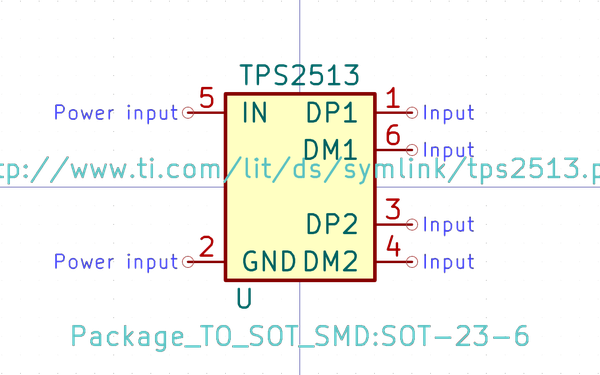 TPS2513
Power input 5 IN DP1 1 Input
DM1 6 Input
tp://www.ti.com/lit/ds/symlink/tps2513.p
DP2 3 Input
Power input 2 GND DM2 4 Input
U
Package_TO_SOT_SMD:SOT-23-6